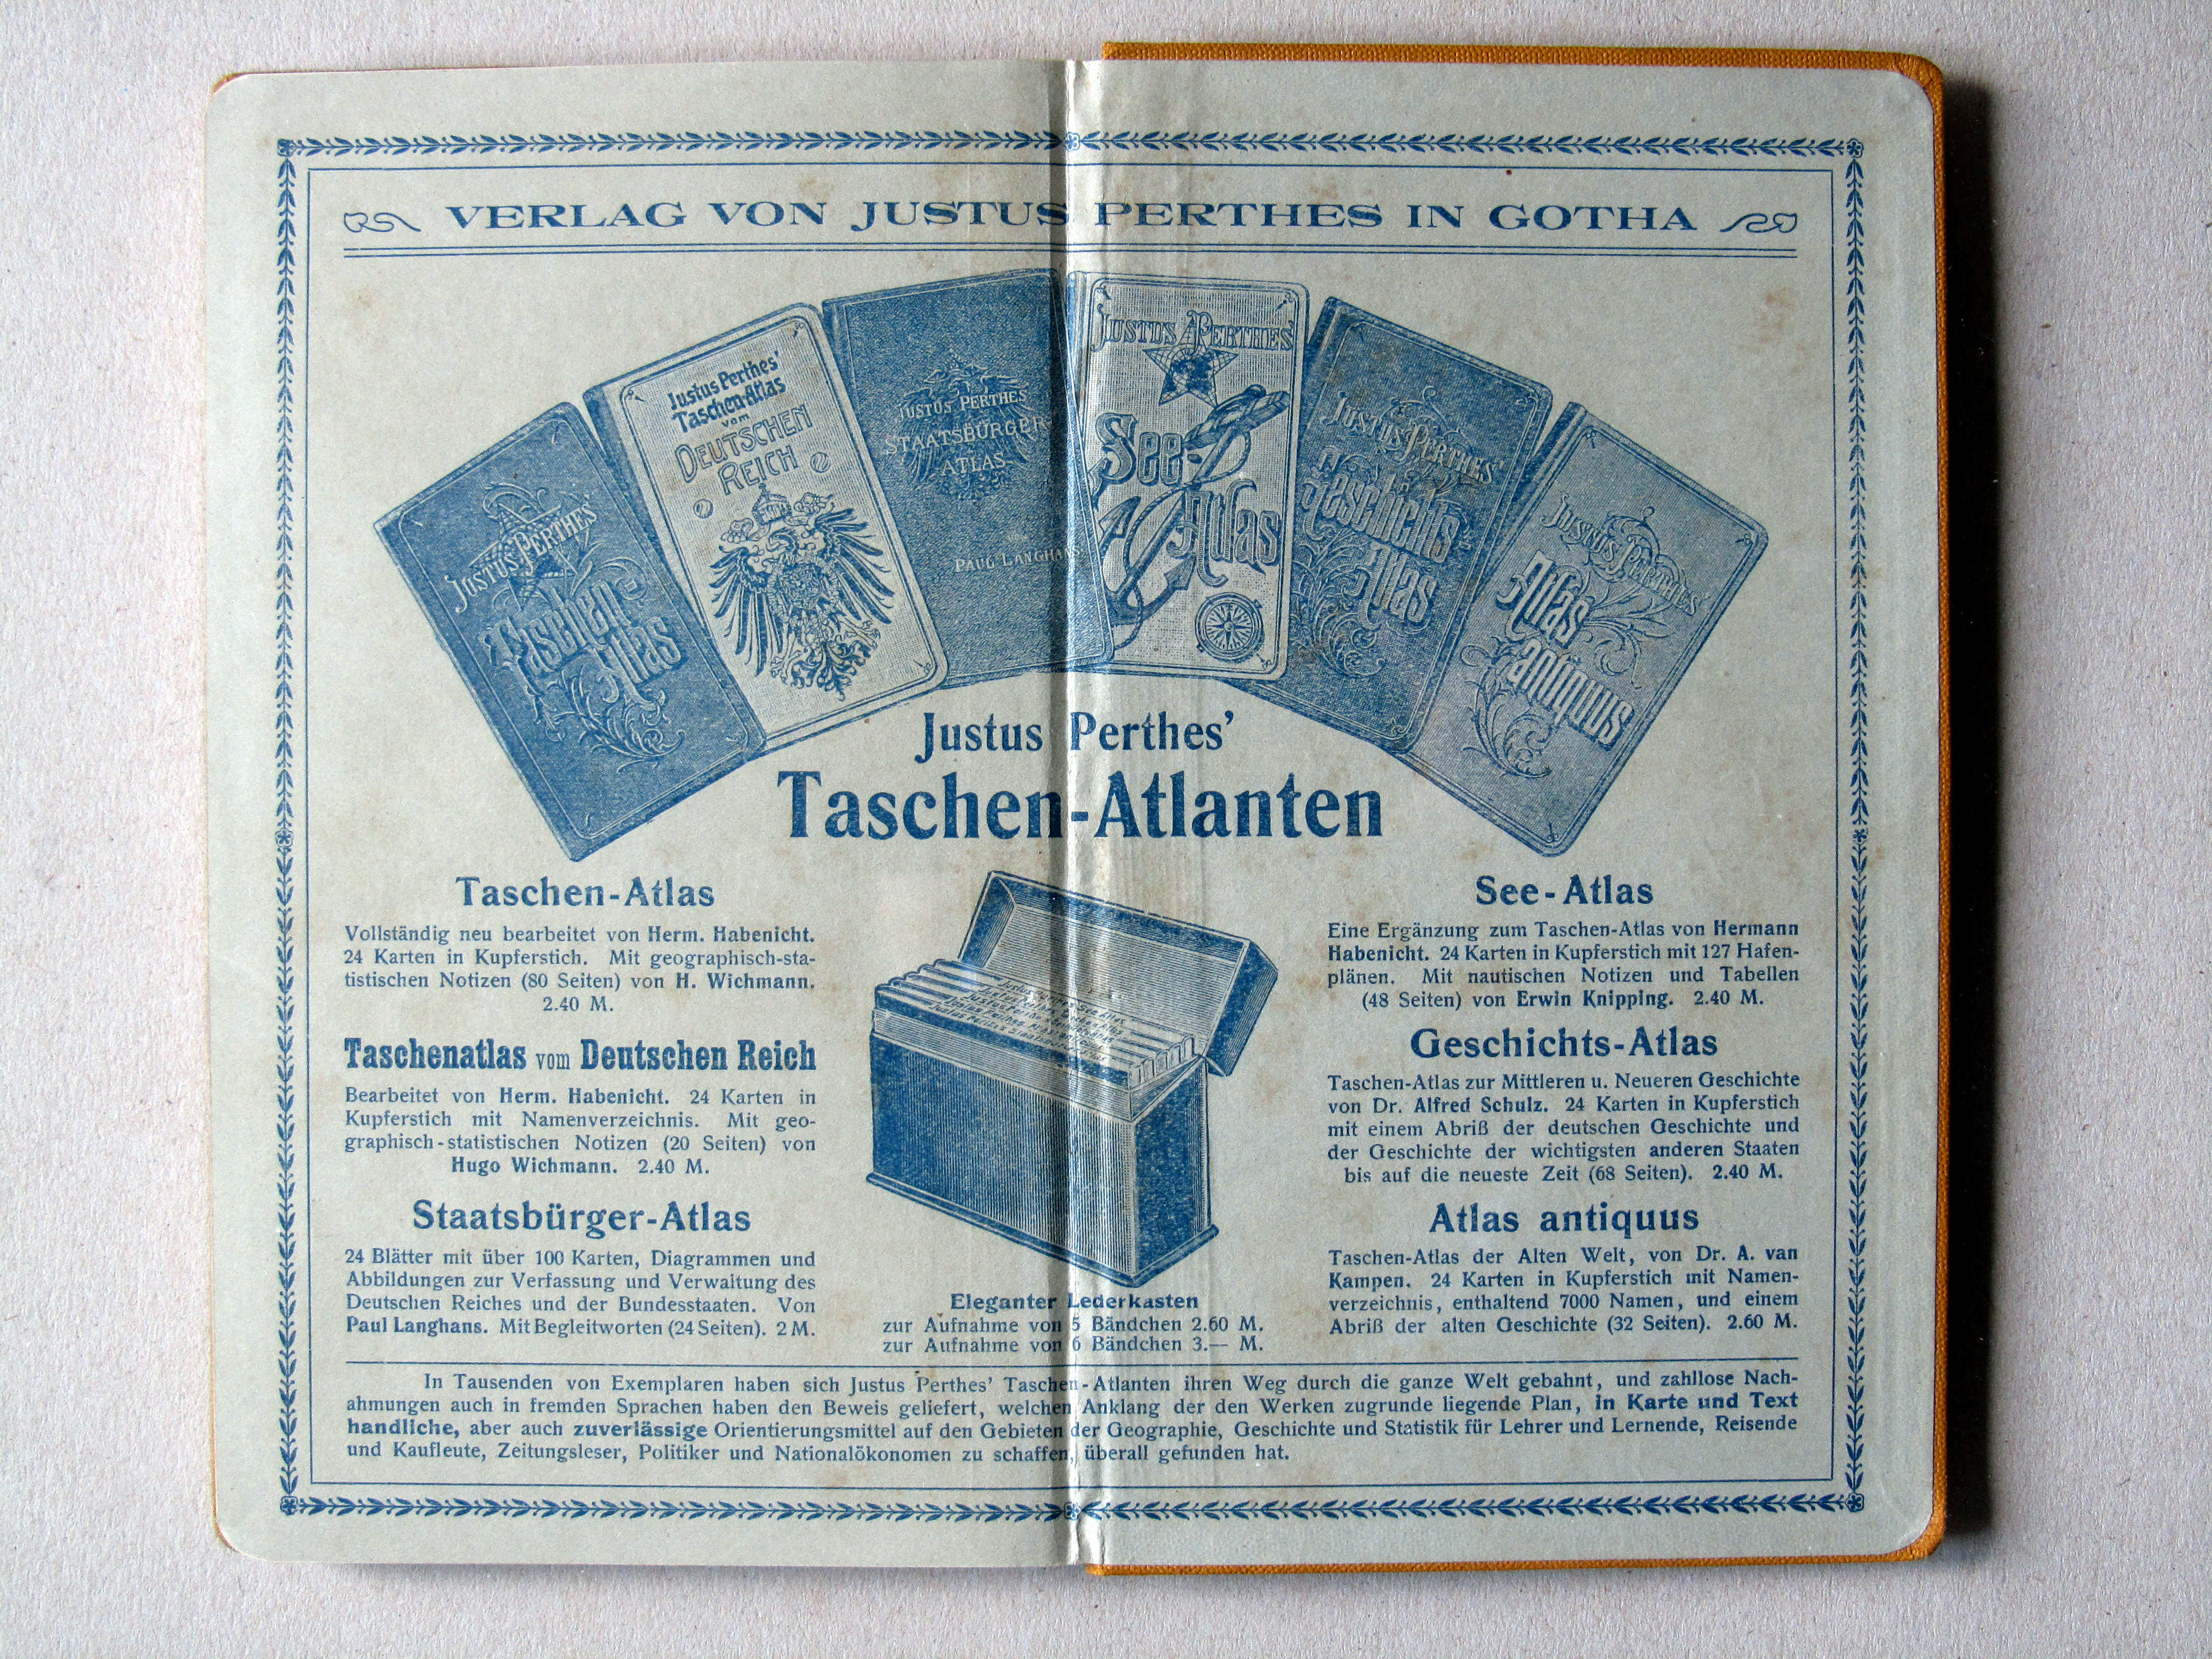 VERLAG VON JUSTUS PERTHES IN GOTHA
JUSTUS PERTHES'
Taschen-
Atlas
Justus Perthes'
Taschen-Atlas
vom
DEUTSCHEN
REICH
JUSTUS PERTHES'
STAATSBÜRGER-
ATLAS
PAUL LANGHANS
JUSTUS PERTHES'
See-
Atlas
JUSTUS PERTHES'
Geschichts-
Atlas
JUSTUS PERTHES'
Atlas
antiquus
Justus Perthes'
Taschen-Atlanten
Taschen-Atlas
Vollständig neu bearbeitet von Herm. Habenicht.
24 Karten in Kupferstich. Mit geographisch-sta-
tistischen Notizen (80 Seiten) von H. Wichmann.
2.40 M.
Taschenatlas vom Deutschen Reich
Bearbeitet von Herm. Habenicht. 24 Karten in
Kupferstich mit Namenverzeichnis. Mit geo-
graphisch-statistischen Notizen (20 Seiten) von
Hugo Wichmann. 2.40 M.
Staatsbürger-Atlas
24 Blätter mit über 100 Karten, Diagrammen und
Abbildungen zur Verfassung und Verwaltung des
Deutschen Reiches und der Bundesstaaten. Von
Paul Langhans. Mit Begleitworten (24 Seiten). 2 M.
Eleganter Lederkasten
zur Aufnahme von 5 Bändchen 2.60 M.
zur Aufnahme von 6 Bändchen 3.— M.
See-Atlas
Eine Ergänzung zum Taschen-Atlas von Hermann
Habenicht. 24 Karten in Kupferstich mit 127 Hafen-
plänen. Mit nautischen Notizen und Tabellen
(48 Seiten) von Erwin Knipping. 2.40 M.
Geschichts-Atlas
Taschen-Atlas zur Mittleren u. Neueren Geschichte
von Dr. Alfred Schulz. 24 Karten in Kupferstich
mit einem Abriß der deutschen Geschichte und
der Geschichte der wichtigsten anderen Staaten
bis auf die neueste Zeit (68 Seiten). 2.40 M.
Atlas antiquus
Taschen-Atlas der Alten Welt, von Dr. A. van
Kampen. 24 Karten in Kupferstich mit Namen-
verzeichnis, enthaltend 7000 Namen, und einem
Abriß der alten Geschichte (32 Seiten). 2.60 M.
In Tausenden von Exemplaren haben sich Justus Perthes' Taschen-Atlanten ihren Weg durch die ganze Welt gebahnt, und zahllose Nach-
ahmungen auch in fremden Sprachen haben den Beweis geliefert, welchen Anklang der den Werken zugrunde liegende Plan, in Karte und Text
handliche, aber auch zuverlässige Orientierungsmittel auf den Gebieten der Geographie, Geschichte und Statistik für Lehrer und Lernende, Reisende
und Kaufleute, Zeitungsleser, Politiker und Nationalökonomen zu schaffen, überall gefunden hat.